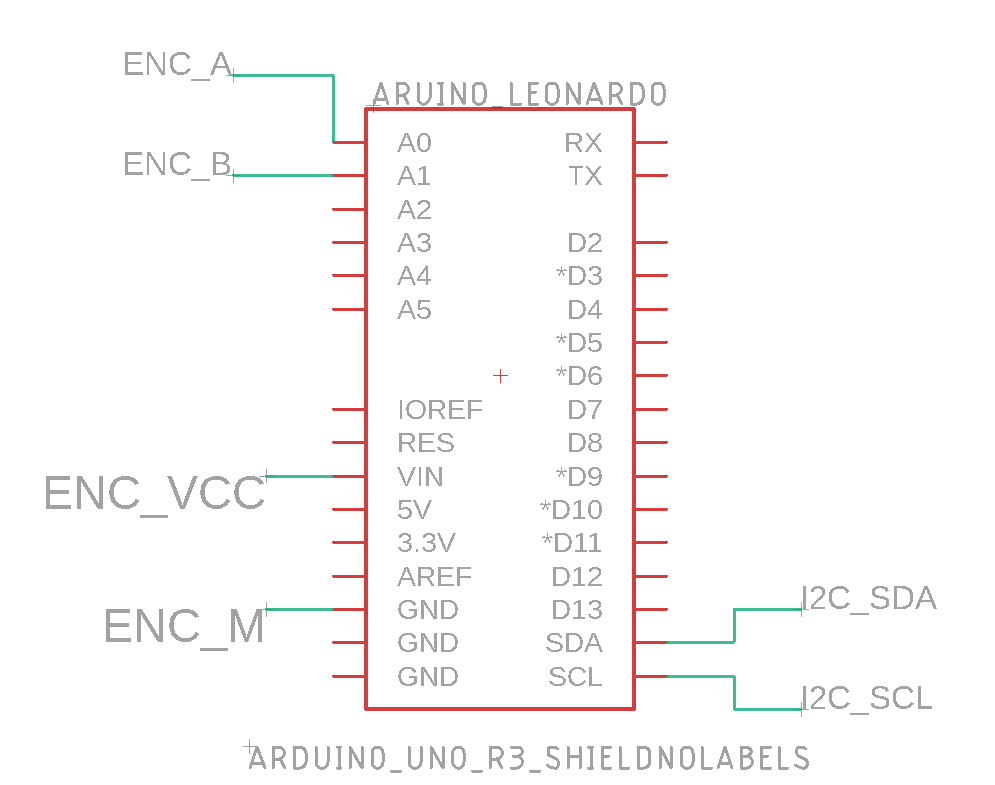 ENC_A
ARUINO_LEONARDO
A0 RX
ENC_B
A1 TX
A2
A3 D2
A4 *D3
A5 D4
*D5
*D6
IOREF D7
RES D8
ENC_VCC
VIN *D9
5V *D10
3.3V *D11
AREF D12
ENC_M
GND D13
I2C_SDA
GND SDA
GND SCL
I2C_SCL
ARDUINO_UNO_R3_SHIELDNOLABELS